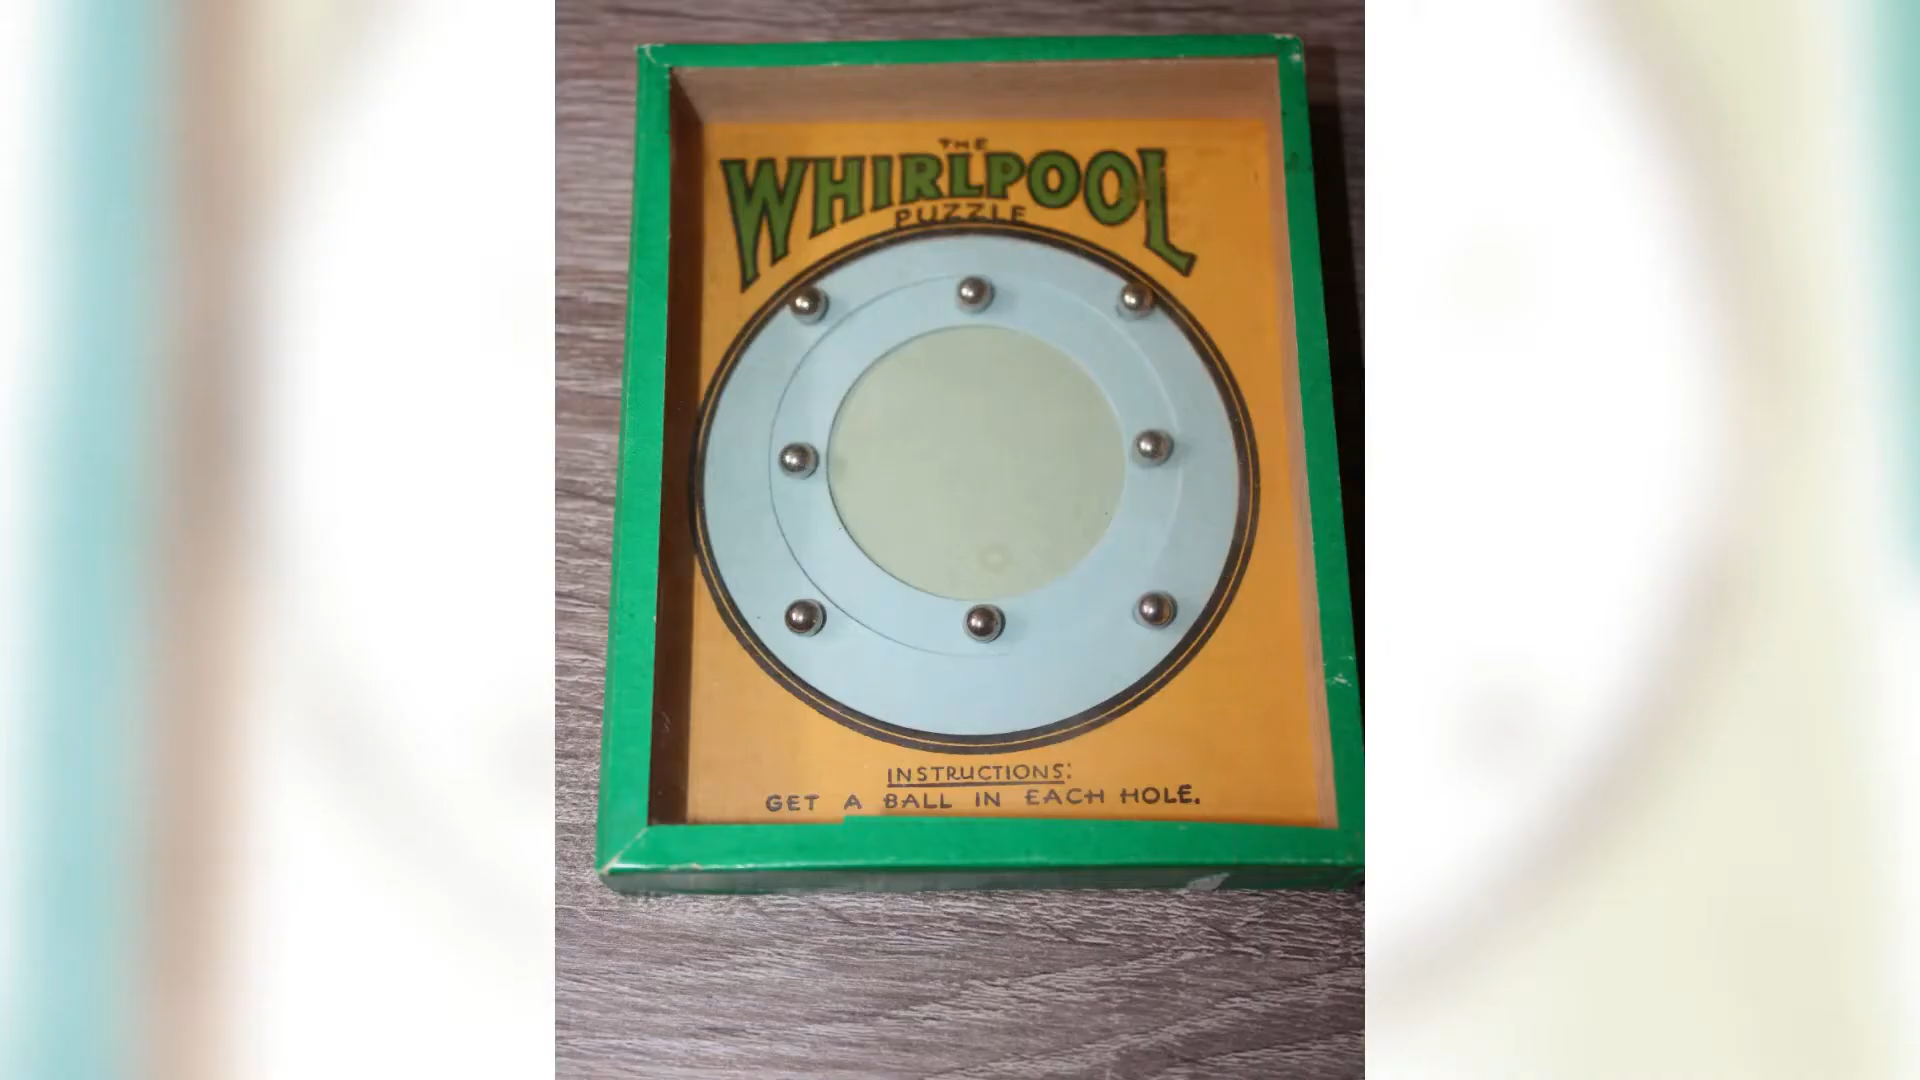 THE
WHIRLPOOL
PUZZLE
INSTRUCTIONS:
GET A BALL IN EACH HOLE.